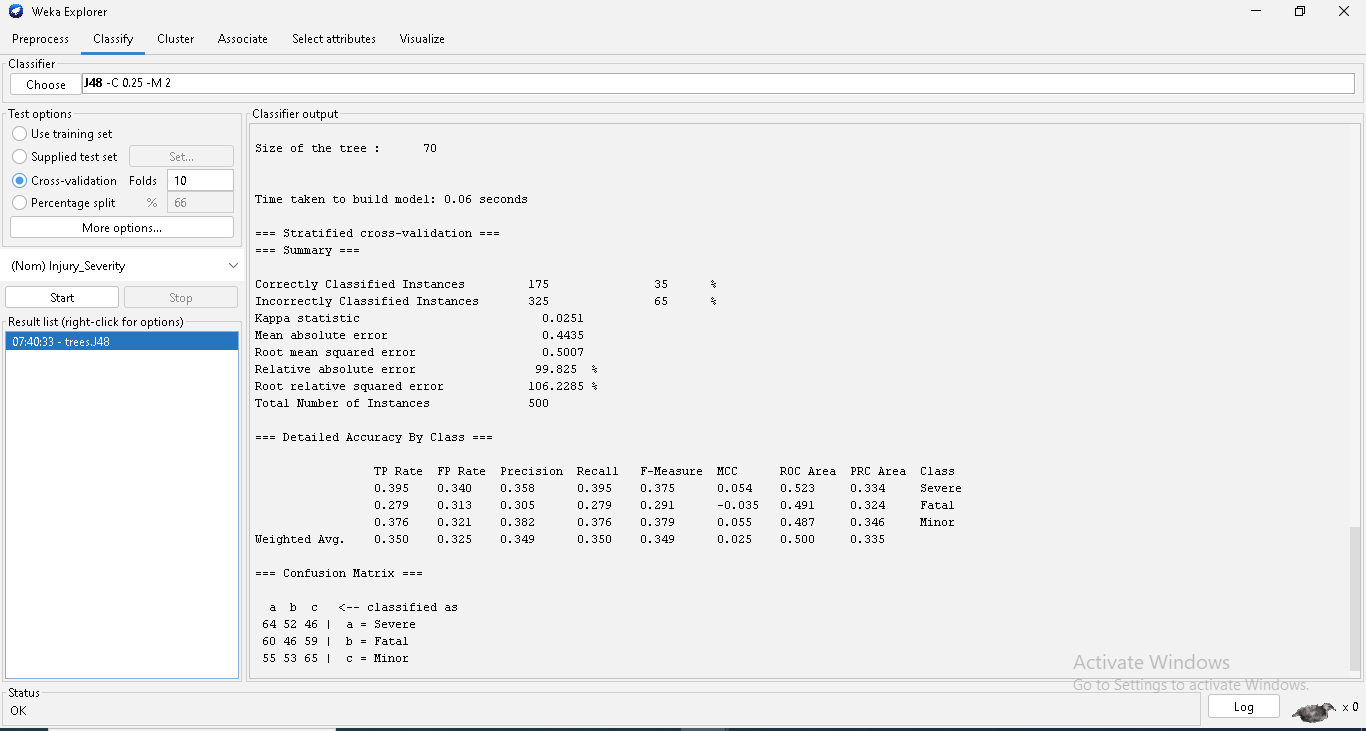 Weka Explorer
Preprocess Classify Cluster Associate Select attributes Visualize
Classifier
Choose J48 -C 0.25 -M 2
Test options
Use training set
Supplied test set Set...
Cross-validation Folds 10
Percentage split % 66
More options...
(Nom) Injury_Severity
Start Stop
Result list (right-click for options)
07:40:33 - trees.J48
Classifier output
Size of the tree : 70
Time taken to build model: 0.06 seconds
=== Stratified cross-validation ===
=== Summary ===
Correctly Classified Instances 175 35 %
Incorrectly Classified Instances 325 65 %
Kappa statistic 0.0251
Mean absolute error 0.4435
Root mean squared error 0.5007
Relative absolute error 99.825 %
Root relative squared error 106.2285 %
Total Number of Instances 500
=== Detailed Accuracy By Class ===
TP Rate FP Rate Precision Recall F-Measure MCC ROC Area PRC Area Class
0.395 0.340 0.358 0.395 0.375 0.054 0.523 0.334 Severe
0.279 0.313 0.305 0.279 0.291 -0.035 0.491 0.324 Fatal
0.376 0.321 0.382 0.376 0.379 0.055 0.487 0.346 Minor
Weighted Avg. 0.350 0.325 0.349 0.350 0.349 0.025 0.500 0.335
=== Confusion Matrix ===
a b c <-- classified as
64 52 46 | a = Severe
60 46 59 | b = Fatal
55 53 65 | c = Minor
Activate Windows
Go to Settings to activate Windows.
Status
OK
Log x 0